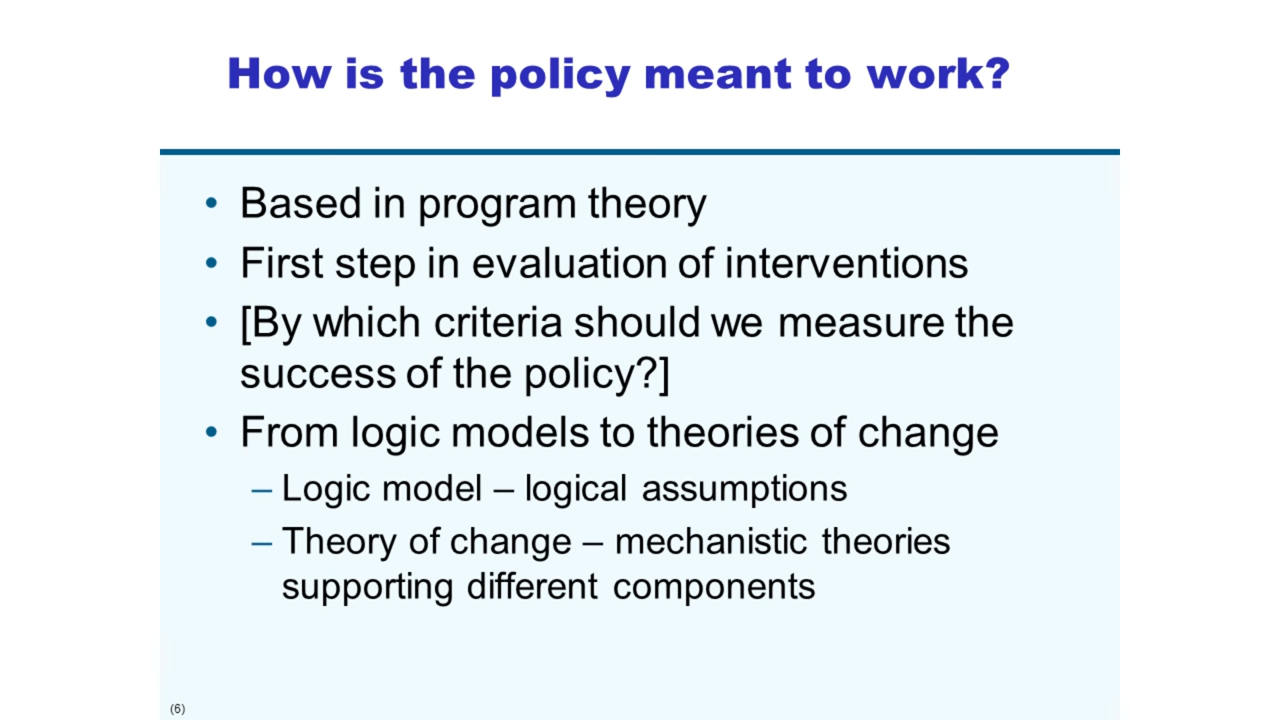 How is the policy meant to work?
• Based in program theory
• First step in evaluation of interventions
• [By which criteria should we measure the
success of the policy?]
• From logic models to theories of change
– Logic model – logical assumptions
– Theory of change – mechanistic theories
supporting different components
(6)